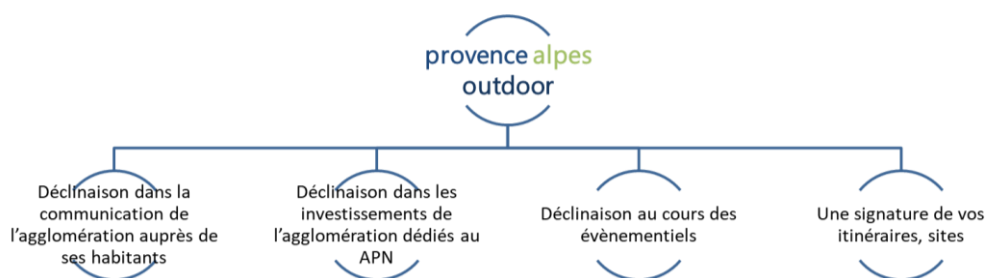 provence alpes
outdoor
Déclinaison dans la
communication de
l’agglomération auprès de
ses habitants
Déclinaison dans les
investissements de
l’agglomération dédiés au
APN
Déclinaison au cours des
évènementiels
Une signature de vos
itinéraires, sites